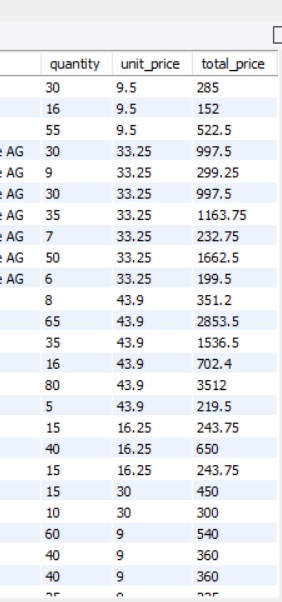 quantity unit_price total_price
30 9.5 285
16 9.5 152
55 9.5 522.5
e AG 30 33.25 997.5
e AG 9 33.25 299.25
e AG 30 33.25 997.5
e AG 35 33.25 1163.75
e AG 7 33.25 232.75
e AG 50 33.25 1662.5
e AG 6 33.25 199.5
8 43.9 351.2
65 43.9 2853.5
35 43.9 1536.5
16 43.9 702.4
80 43.9 3512
5 43.9 219.5
15 16.25 243.75
40 16.25 650
15 16.25 243.75
15 30 450
10 30 300
60 9 540
40 9 360
40 9 360